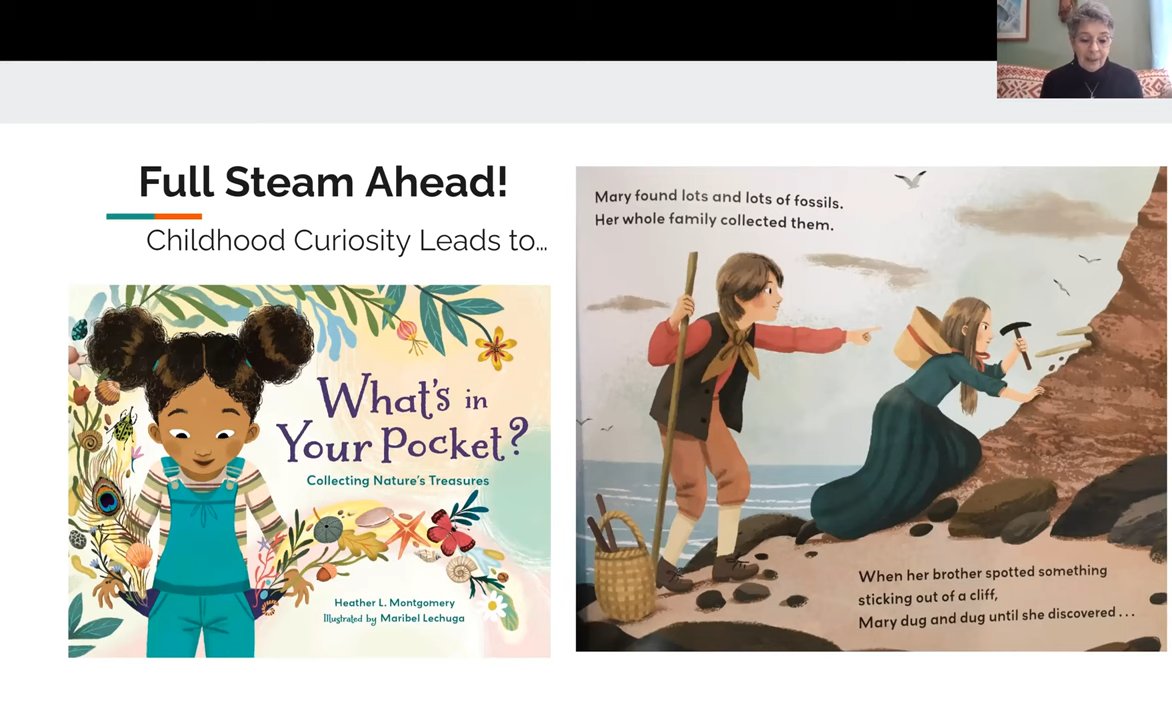 Full Steam Ahead!
Childhood Curiosity Leads to…
What's in
Your Pocket?
Collecting Nature's Treasures
Heather L. Montgomery
Illustrated by Maribel Lechuga
Mary found lots and lots of fossils.
Her whole family collected them.
When her brother spotted something
sticking out of a cliff,
Mary dug and dug until she discovered . . .